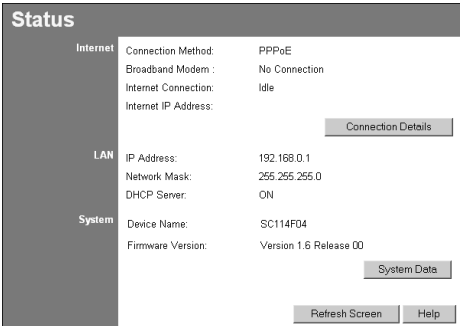 Status
Internet
Connection Method: PPPoE
Broadband Modem : No Connection
Internet Connection: Idle
Internet IP Address:
Connection Details
LAN
IP Address: 192.168.0.1
Network Mask: 255.255.255.0
DHCP Server: ON
System
Device Name: SC114F04
Firmware Version: Version 1.6 Release 00
System Data
Refresh Screen Help